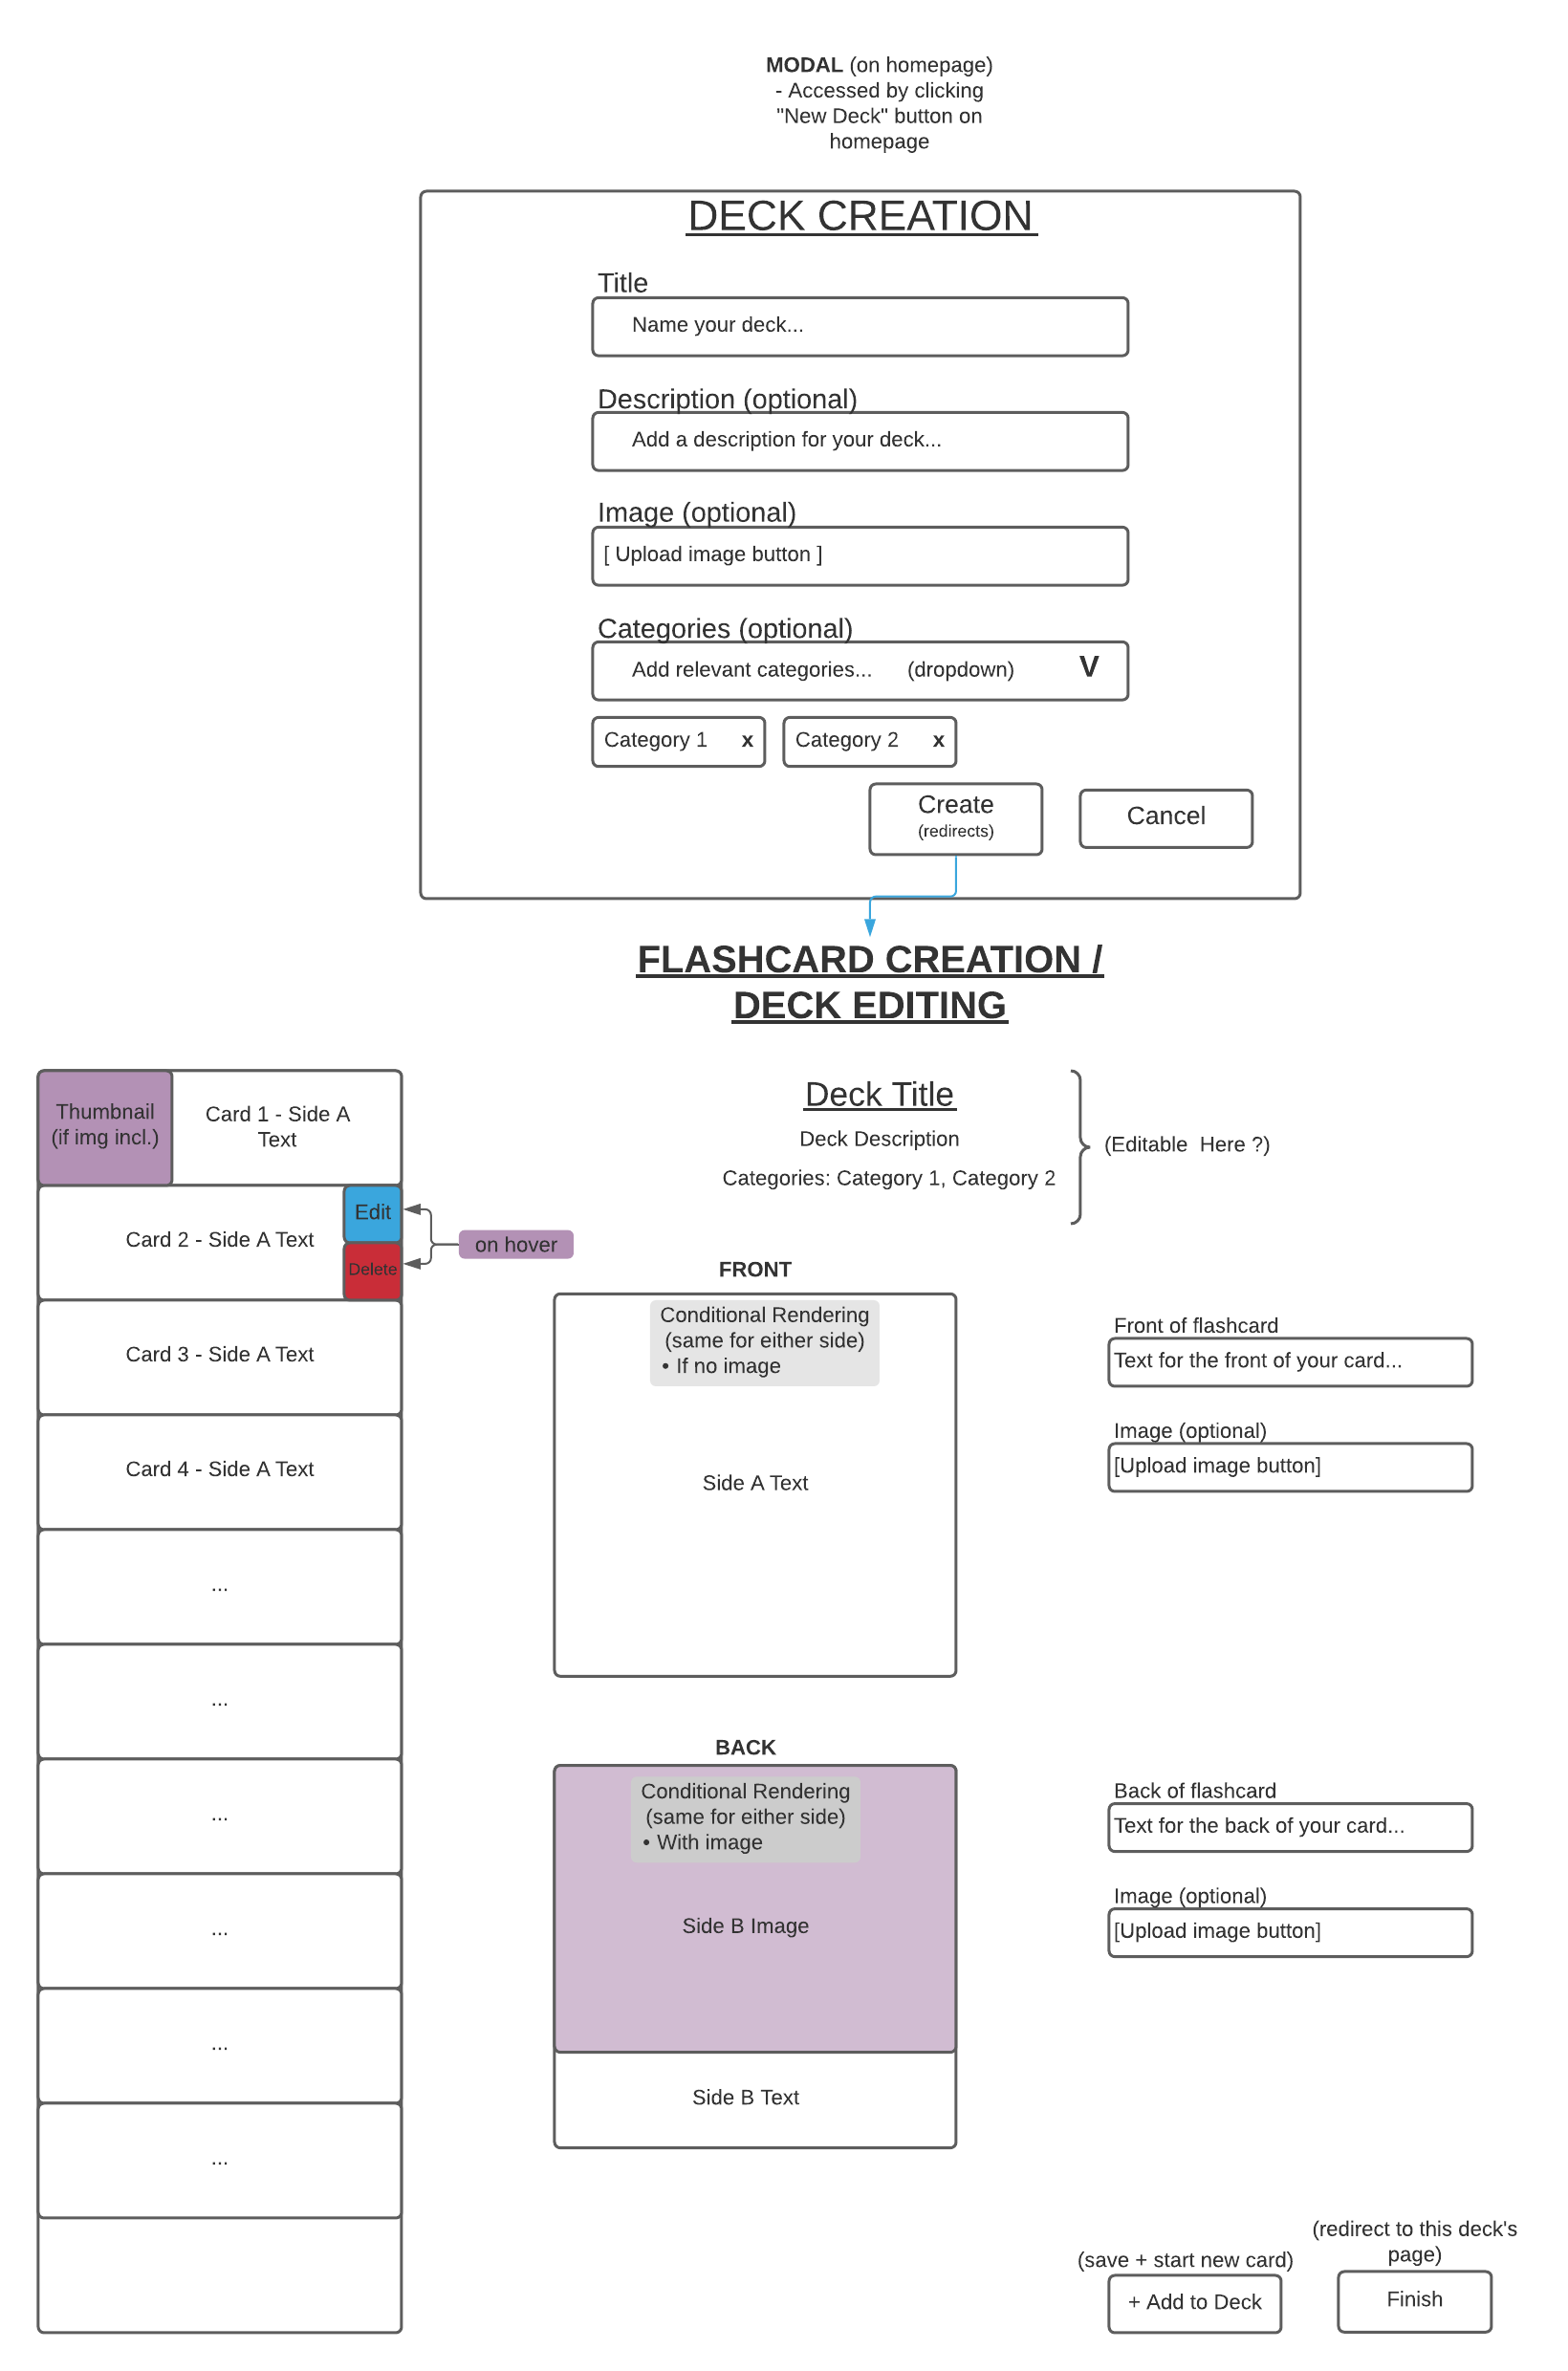 MODAL (on homepage)
- Accessed by clicking
"New Deck" button on
homepage
DECK CREATION
Title
Name your deck...
Description (optional)
Add a description for your deck...
Image (optional)
[ Upload image button ]
Categories (optional)
Add relevant categories... (dropdown) V
Category 1 x
Category 2 x
Create
(redirects)
Cancel
FLASHCARD CREATION /
DECK EDITING
Thumbnail
(if img incl.)
Card 1 - Side A
Text
Card 2 - Side A Text
Edit
Delete
on hover
Card 3 - Side A Text
Card 4 - Side A Text
...
...
...
...
...
...
Deck Title
Deck Description
Categories: Category 1, Category 2
(Editable  Here ?)
FRONT
Conditional Rendering
(same for either side)
• If no image
Side A Text
Front of flashcard
Text for the front of your card...
Image (optional)
[Upload image button]
BACK
Conditional Rendering
(same for either side)
• With image
Side B Image
Side B Text
Back of flashcard
Text for the back of your card...
Image (optional)
[Upload image button]
(save + start new card)
+ Add to Deck
(redirect to this deck's
page)
Finish